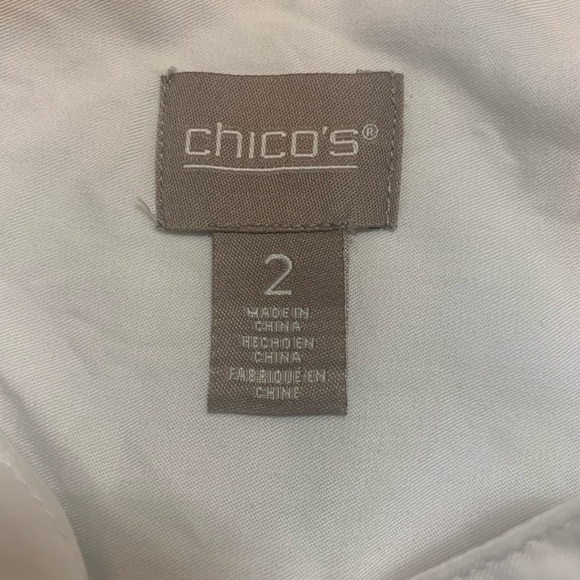 chico's®
2
MADE IN
CHINA
HECHO EN
CHINA
FABRIQUE EN
CHINE